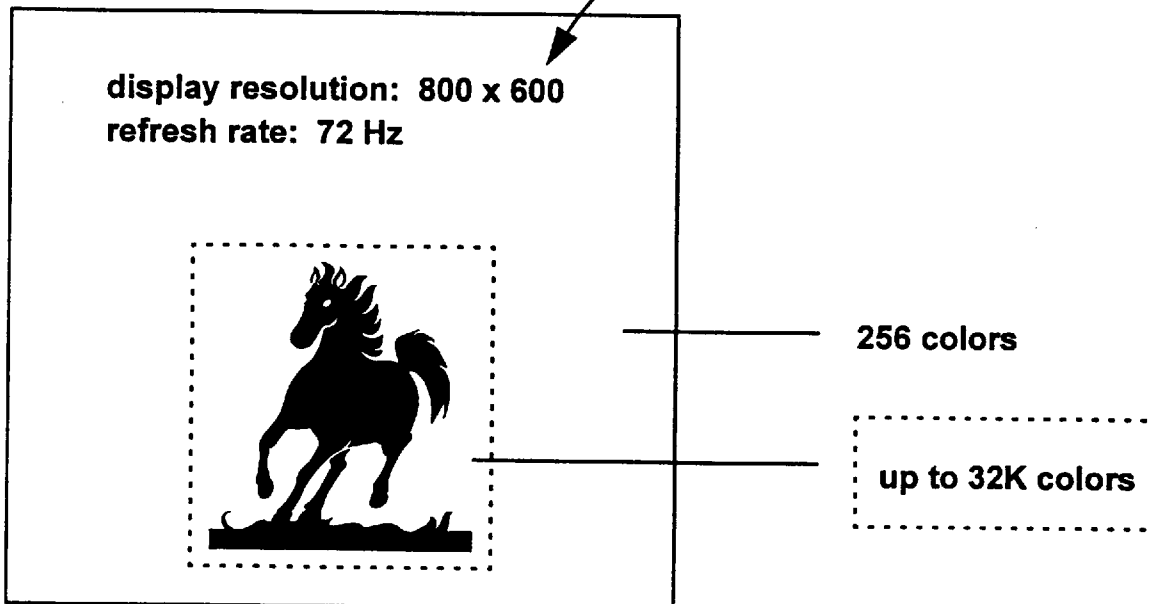 display resolution: 800 x 600
refresh rate: 72 Hz
256 colors
up to 32K colors